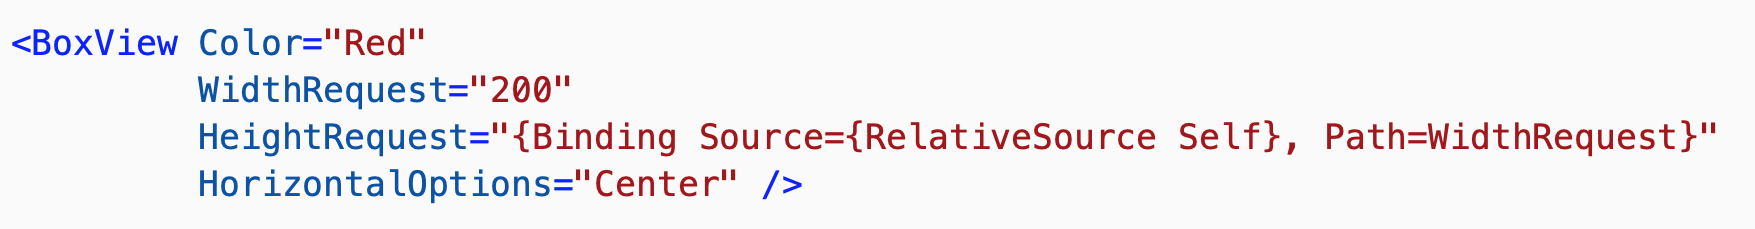 <BoxView Color="Red"
WidthRequest="200"
HeightRequest="{Binding Source={RelativeSource Self}, Path=WidthRequest}"
HorizontalOptions="Center" />